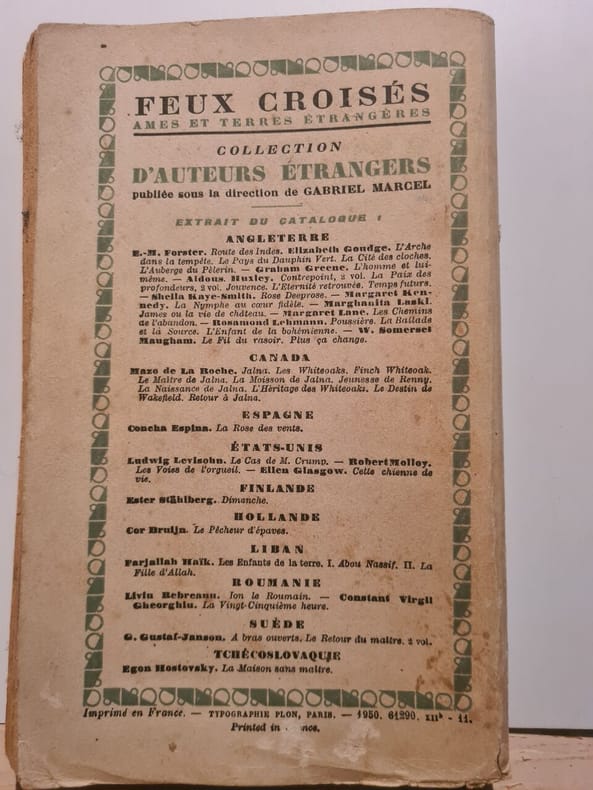 FEUX CROISÉS
AMES ET TERRES ÉTRANGÈRES
COLLECTION
D'AUTEURS ÉTRANGERS
publiée sous la direction de GABRIEL MARCEL
EXTRAIT DU CATALOGUE :
ANGLETERRE
E.-M. Forster. Route des Indes. Elizabeth Goudge. L'Arche
dans la tempête. Le Pays du Dauphin Vert. La Cité des cloches.
L'Auberge du Pèlerin. — Graham Greene. L'homme et lui-
même. — Aldous. Huxley. Contrepoint, 2 vol. La Paix des
profondeurs, 2 vol. Jouvence. L'Eternité retrouvée. Temps futurs.
— Sheila Kaye-Smith. Rose Deeprose. — Margaret Ken-
nedy. La Nymphe au cœur fidèle. — Marghanita Laski.
James ou la vie de château. — Margaret Lane. Les Chemins
de l'abandon. — Rosamond Lehmann. Poussière. La Ballade
et la Source. L'Enfant de la bohémienne. — W. Somerset
Maugham. Le Fil du rasoir. Plus ça change.
CANADA
Mazo de La Roche. Jalna. Les Whiteoaks. Finch Whiteoak.
Le Maître de Jalna. La Moisson de Jalna. Jeunesse de Renny.
La Naissance de Jalna. L'Héritage des Whiteoaks. Le Destin de
Wakefield. Retour à Jalna.
ESPAGNE
Concha Espina. La Rose des vents.
ÉTATS-UNIS
Ludwig Lewisohn. Le Cas de M. Crump. — Robert Molloy.
Les Voies de l'orgueil. — Ellen Glasgow. Cette chienne de
vie.
FINLANDE
Ester Ståhlberg. Dimanche.
HOLLANDE
Cor Bruijn. Le Pêcheur d'épaves.
LIBAN
Farjallah Haïk. Les Enfants de la terre. I. Abou Nassif. II. La
Fille d'Allah.
ROUMANIE
Liviu Rebreanu. Ion le Roumain. — Constant Virgil
Gheorghiu. La Vingt-Cinquième heure.
SUÈDE
G. Gustaf-Janson. A bras ouverts. Le Retour du maître. 2 vol.
TCHÉCOSLOVAQUIE
Egon Hostovsky. La Maison sans maître.
Imprimé en France. — TYPOGRAPHIE PLON, PARIS. — 1950. 61290. XIIᵇ - 11.
Printed in